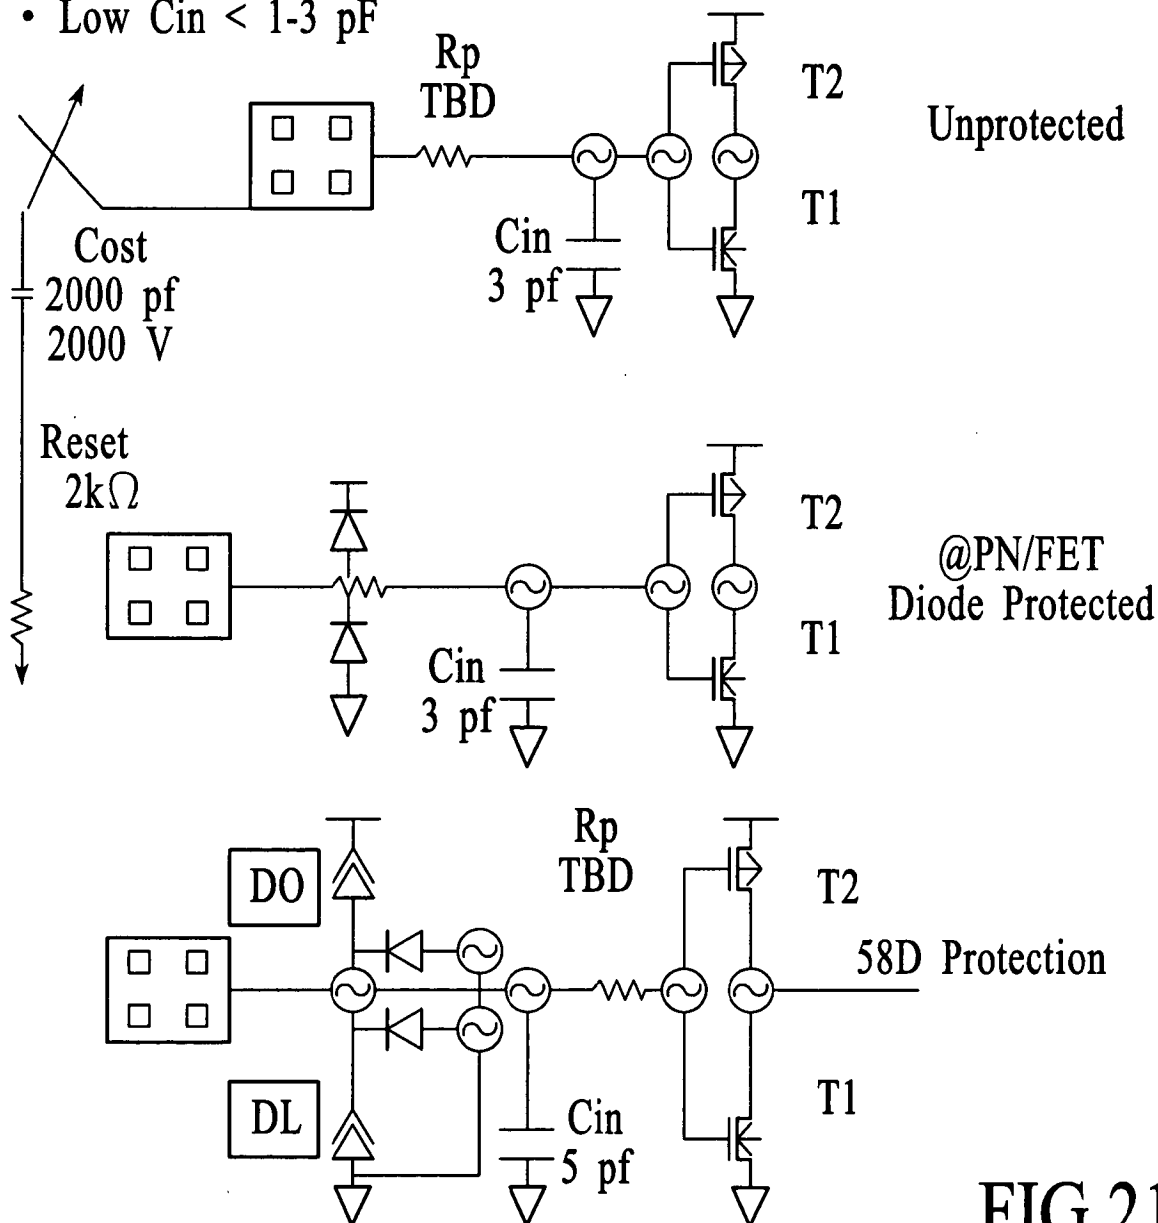 • Low Cin < 1-3 pF
Rp
TBD
T2
Unprotected
T1
Cin
3 pf
Cost
2000 pf
2000 V
Reset
2kΩ
T2
@PN/FET
Diode Protected
T1
Cin
3 pf
Rp
TBD
DO
T2
58D Protection
DL
T1
Cin
5 pf
FIG.21